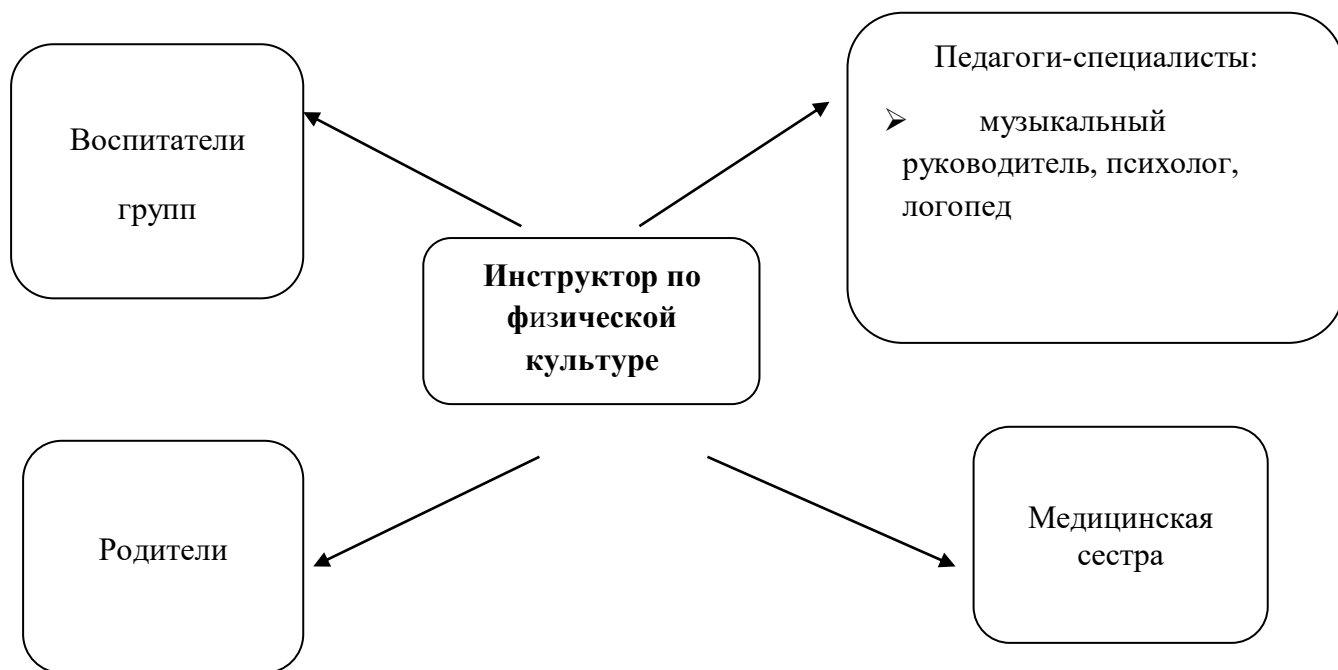 Воспитатели
групп
Педагоги-специалисты:
➢ музыкальный
руководитель, психолог,
логопед
Инструктор по
физической
культуре
Родители
Медицинская
сестра